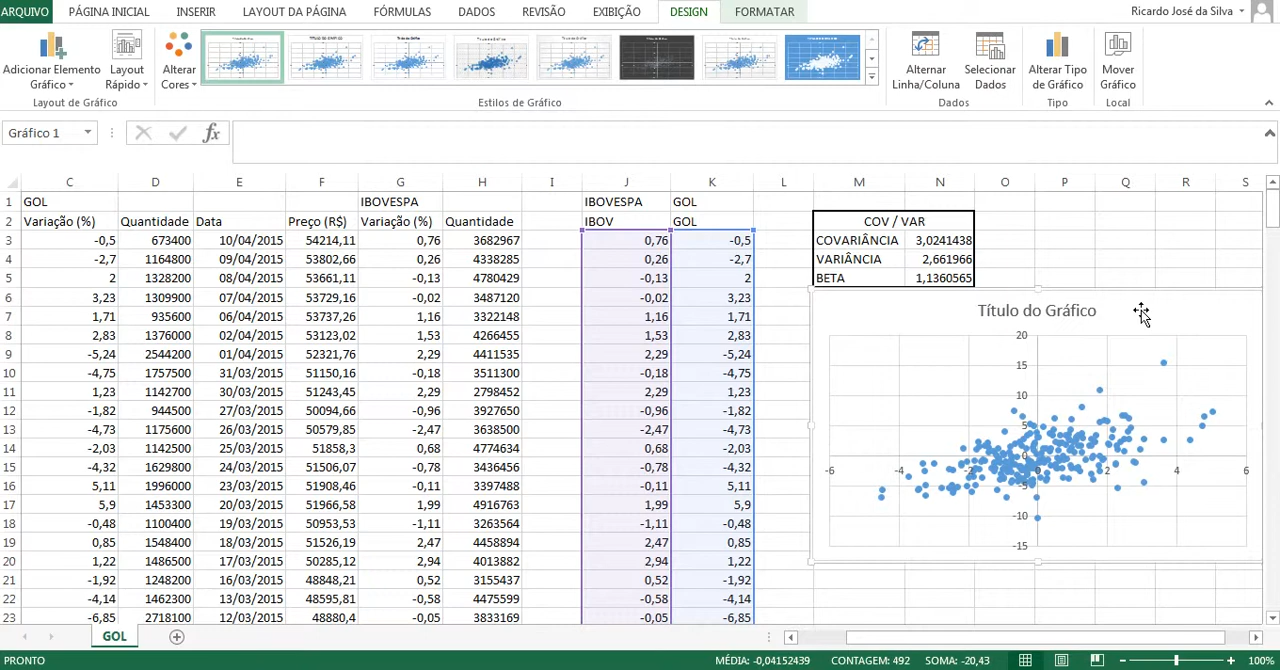 ARQUIVO PÁGINA INICIAL INSERIR LAYOUT DA PÁGINA FÓRMULAS DADOS REVISÃO EXIBIÇÃO DESIGN FORMATAR Ricardo José da Silva
Adicionar Elemento Gráfico
Layout Rápido
Alterar Cores
Alternar Linha/Coluna
Selecionar Dados
Alterar Tipo de Gráfico
Mover Gráfico
Layout de Gráfico Estilos de Gráfico Dados Tipo Local
Gráfico 1 fx
C D E F G H I J K L M N O P Q R S
1 GOL IBOVESPA IBOVESPA GOL
2 Variação (%) Quantidade Data Preço (R$) Variação (%) Quantidade IBOV GOL COV / VAR
3 -0,5 673400 10/04/2015 54214,11 0,76 3682967 0,76 -0,5 COVARIÂNCIA 3,0241438
4 -2,7 1164800 09/04/2015 53802,66 0,26 4338285 0,26 -2,7 VARIÂNCIA 2,661966
5 2 1328200 08/04/2015 53661,11 -0,13 4780429 -0,13 2 BETA 1,1360565
6 3,23 1309900 07/04/2015 53729,16 -0,02 3487120 -0,02 3,23
7 1,71 935600 06/04/2015 53737,26 1,16 3322148 1,16 1,71
8 2,83 1376000 02/04/2015 53123,02 1,53 4266455 1,53 2,83
9 -5,24 2544200 01/04/2015 52321,76 2,29 4411535 2,29 -5,24
10 -4,75 1757500 31/03/2015 51150,16 -0,18 3511300 -0,18 -4,75
11 1,23 1142700 30/03/2015 51243,45 2,29 2798452 2,29 1,23
12 -1,82 944500 27/03/2015 50094,66 -0,96 3927650 -0,96 -1,82
13 -4,73 1175600 26/03/2015 50579,85 -2,47 3638500 -2,47 -4,73
14 -2,03 1142500 25/03/2015 51858,3 0,68 4774634 0,68 -2,03
15 -4,32 1629800 24/03/2015 51506,07 -0,78 3436456 -0,78 -4,32
16 5,11 1996000 23/03/2015 51908,46 -0,11 3397488 -0,11 5,11
17 5,9 1453300 20/03/2015 51966,58 1,99 4916763 1,99 5,9
18 -0,48 1100400 19/03/2015 50953,53 -1,11 3263564 -1,11 -0,48
19 0,85 1548400 18/03/2015 51526,19 2,47 4458894 2,47 0,85
20 1,22 1486500 17/03/2015 50285,12 2,94 4013882 2,94 1,22
21 -1,92 1248200 16/03/2015 48848,21 0,52 3155437 0,52 -1,92
22 -4,14 1462300 13/03/2015 48595,81 -0,58 4475599 -0,58 -4,14
23 -6,85 2718100 12/03/2015 48880,4 -0,05 3833169 -0,05 -6,85
Título do Gráfico
20
15
10
5
0
-6 -4 -2 0 2 4 6
-5
-10
-15
GOL
PRONTO MÉDIA: -0,04152439 CONTAGEM: 492 SOMA: -20,43 100%